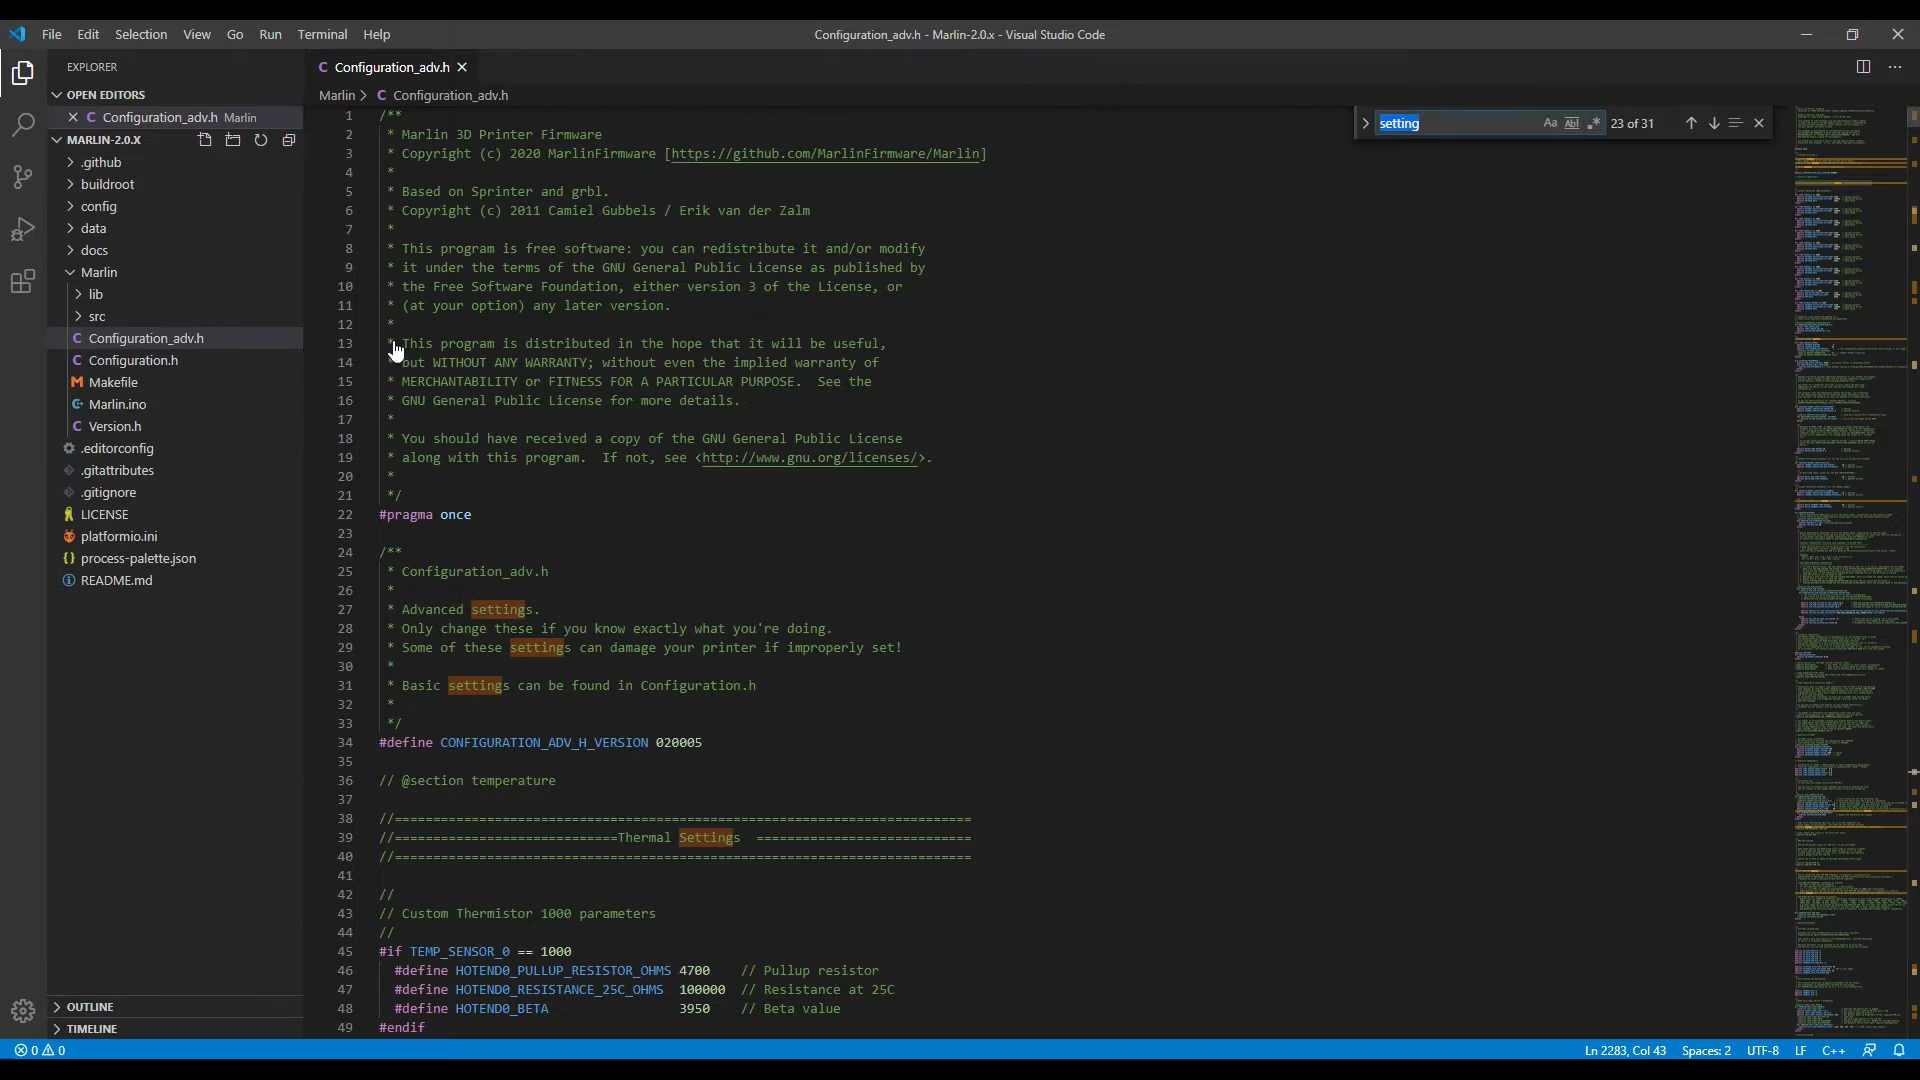 File Edit Selection View Go Run Terminal Help
Configuration_adv.h - Marlin-2.0.x - Visual Studio Code
EXPLORER
OPEN EDITORS
Configuration_adv.h Marlin
MARLIN-2.0.X
.github
buildroot
config
data
docs
Marlin
lib
src
Configuration_adv.h
Configuration.h
Makefile
Marlin.ino
Version.h
.editorconfig
.gitattributes
.gitignore
LICENSE
platformio.ini
process-palette.json
README.md
OUTLINE
TIMELINE
Configuration_adv.h
Marlin > C Configuration_adv.h
setting Aa Abl .* 23 of 31
1 /**
2 * Marlin 3D Printer Firmware
3 * Copyright (c) 2020 MarlinFirmware [https://github.com/MarlinFirmware/Marlin]
4 *
5 * Based on Sprinter and grbl.
6 * Copyright (c) 2011 Camiel Gubbels / Erik van der Zalm
7 *
8 * This program is free software: you can redistribute it and/or modify
9 * it under the terms of the GNU General Public License as published by
10 * the Free Software Foundation, either version 3 of the License, or
11 * (at your option) any later version.
12 *
13 * This program is distributed in the hope that it will be useful,
14 * but WITHOUT ANY WARRANTY; without even the implied warranty of
15 * MERCHANTABILITY or FITNESS FOR A PARTICULAR PURPOSE.  See the
16 * GNU General Public License for more details.
17 *
18 * You should have received a copy of the GNU General Public License
19 * along with this program.  If not, see <http://www.gnu.org/licenses/>.
20 *
21 */
22 #pragma once
23
24 /**
25 * Configuration_adv.h
26 *
27 * Advanced settings.
28 * Only change these if you know exactly what you're doing.
29 * Some of these settings can damage your printer if improperly set!
30 *
31 * Basic settings can be found in Configuration.h
32 *
33 */
34 #define CONFIGURATION_ADV_H_VERSION 020005
35
36 // @section temperature
37
38 //===========================================================================
39 //=============================Thermal Settings  ============================
40 //===========================================================================
41
42 //
43 // Custom Thermistor 1000 parameters
44 //
45 #if TEMP_SENSOR_0 == 1000
46 #define HOTEND0_PULLUP_RESISTOR_OHMS 4700    // Pullup resistor
47 #define HOTEND0_RESISTANCE_25C_OHMS  100000  // Resistance at 25C
48 #define HOTEND0_BETA                 3950    // Beta value
49 #endif
0 0 Ln 2283, Col 43 Spaces: 2 UTF-8 LF C++